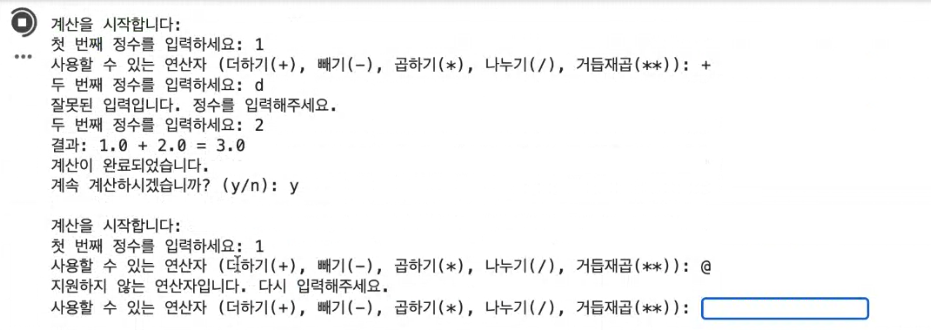 계산을 시작합니다:
첫 번째 정수를 입력하세요: 1
사용할 수 있는 연산자 (더하기(+), 빼기(-), 곱하기(*), 나누기(/), 거듭재곱(**)): +
두 번째 정수를 입력하세요: d
잘못된 입력입니다. 정수를 입력해주세요.
두 번째 정수를 입력하세요: 2
결과: 1.0 + 2.0 = 3.0
계산이 완료되었습니다.
계속 계산하시겠습니까? (y/n): y
계산을 시작합니다:
첫 번째 정수를 입력하세요: 1
사용할 수 있는 연산자 (더하기(+), 빼기(-), 곱하기(*), 나누기(/), 거듭재곱(**)): @
지원하지 않는 연산자입니다. 다시 입력해주세요.
사용할 수 있는 연산자 (더하기(+), 빼기(-), 곱하기(*), 나누기(/), 거듭재곱(**)):